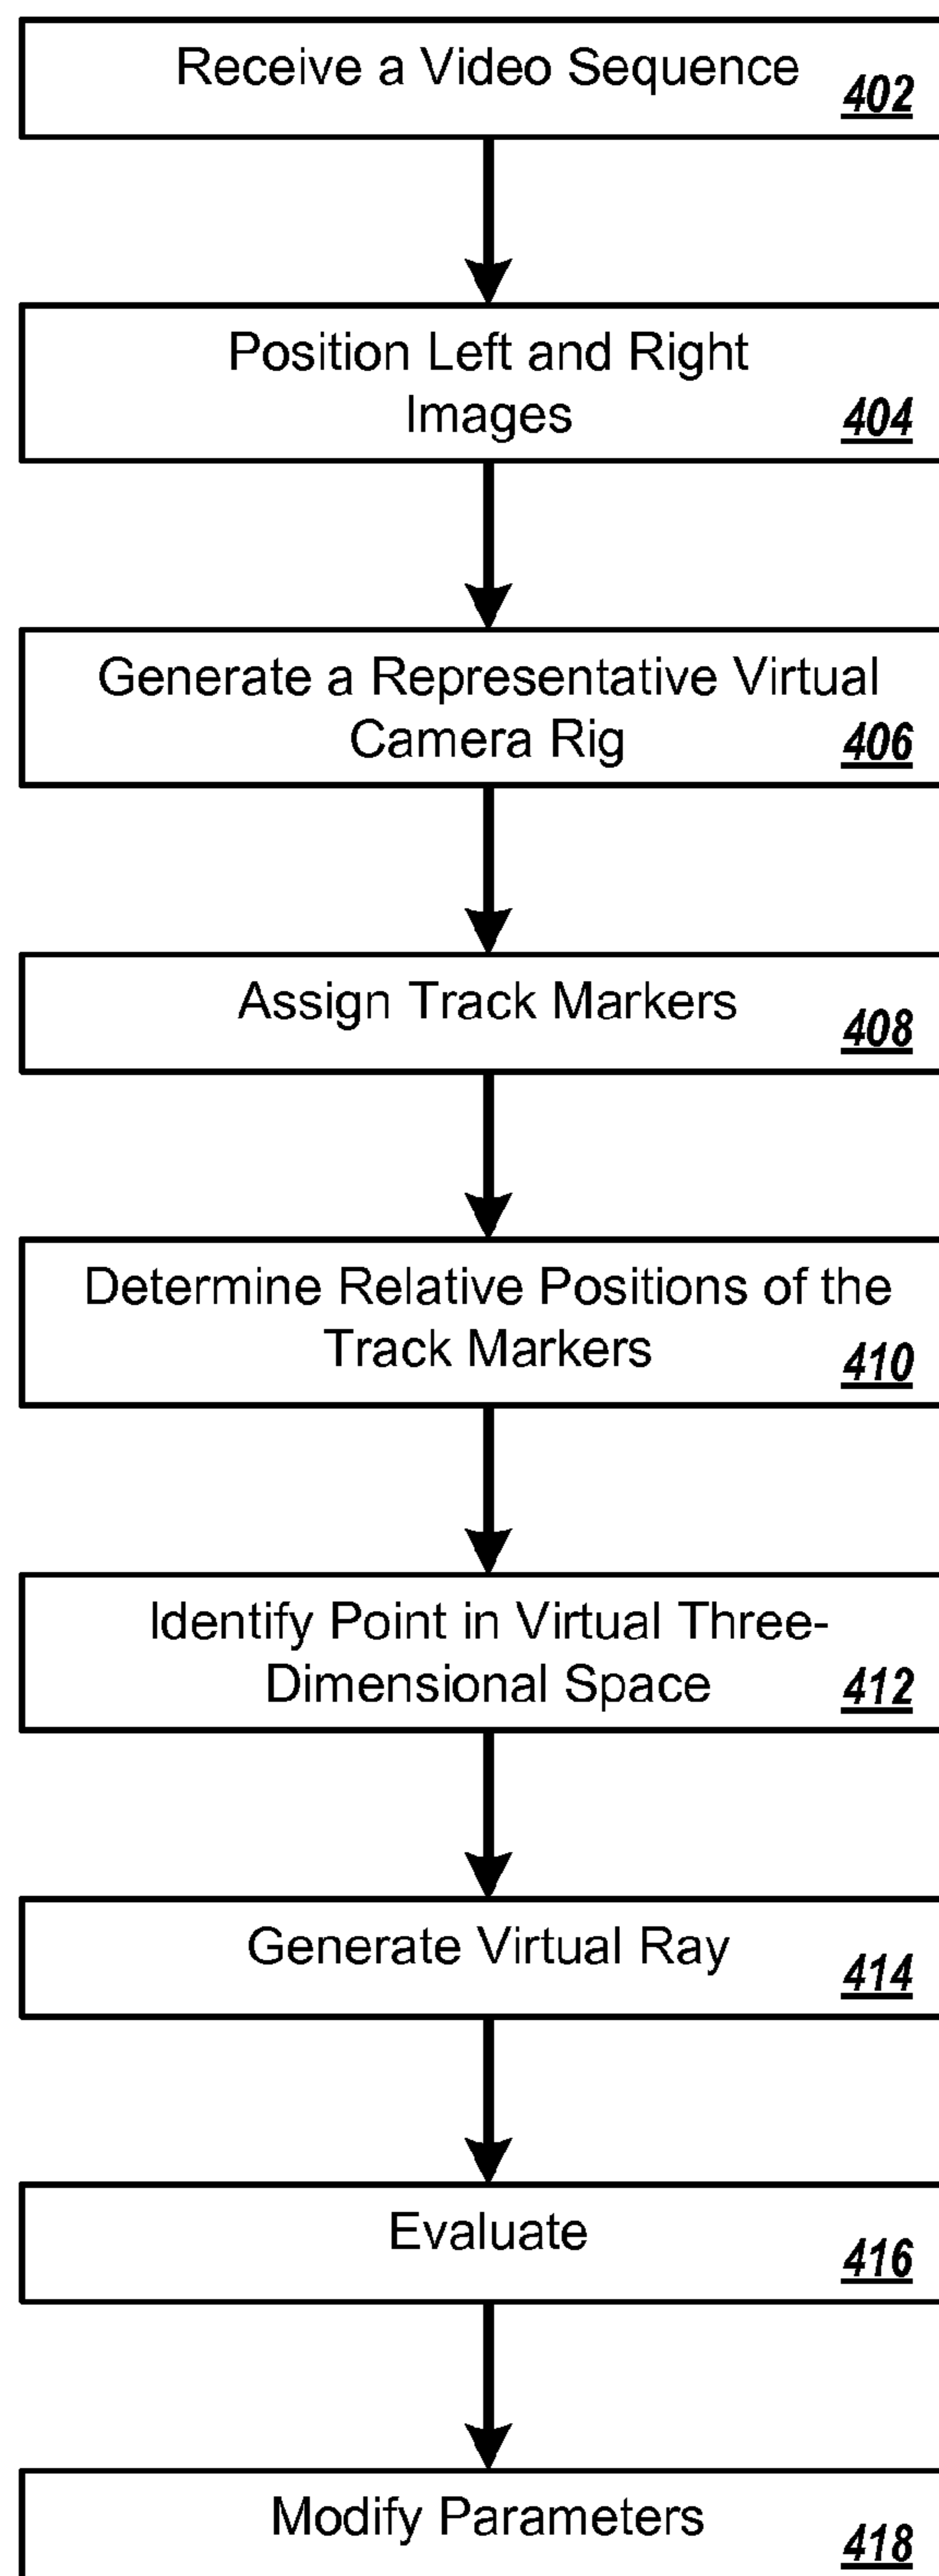 Receive a Video Sequence
402
Position Left and Right
Images
404
Generate a Representative Virtual
Camera Rig
406
Assign Track Markers
408
Determine Relative Positions of the
Track Markers
410
Identify Point in Virtual Three-
Dimensional Space
412
Generate Virtual Ray
414
Evaluate
416
Modify Parameters
418